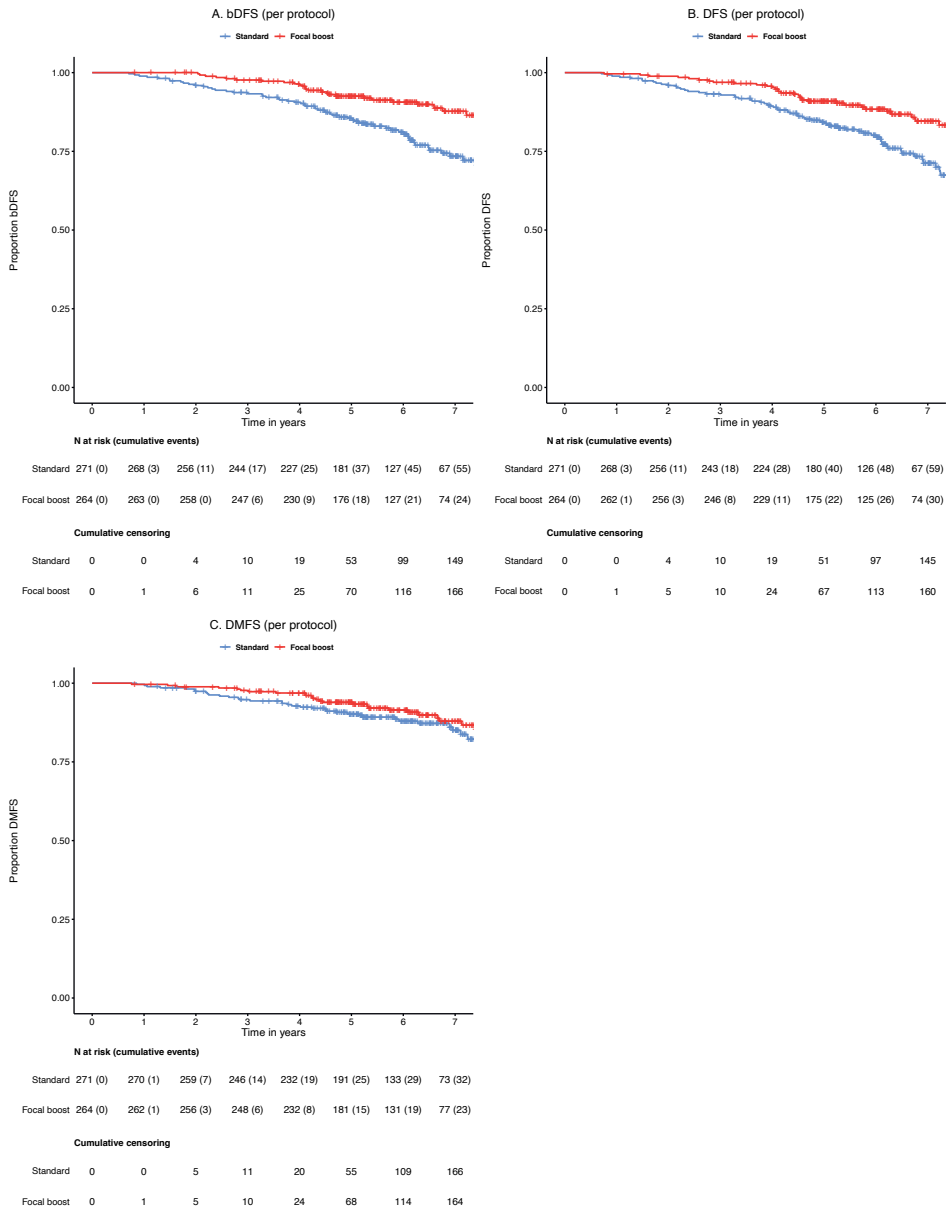 A. bDFS (per protocol)
Standard Focal boost
Proportion bDFS
1.00
0.75
0.50
0.25
0.00
0 1 2 3 4 5 6 7
Time in years
N at risk (cumulative events)
Standard 271 (0) 268 (3) 256 (11) 244 (17) 227 (25) 181 (37) 127 (45) 67 (55)
Focal boost 264 (0) 263 (0) 258 (0) 247 (6) 230 (9) 176 (18) 127 (21) 74 (24)
Cumulative censoring
Standard 0 0 4 10 19 53 99 149
Focal boost 0 1 6 11 25 70 116 166
B. DFS (per protocol)
Standard Focal boost
Proportion DFS
1.00
0.75
0.50
0.25
0.00
0 1 2 3 4 5 6 7
Time in years
N at risk (cumulative events)
Standard 271 (0) 268 (3) 256 (11) 243 (18) 224 (28) 180 (40) 126 (48) 67 (59)
Focal boost 264 (0) 262 (1) 256 (3) 246 (8) 229 (11) 175 (22) 125 (26) 74 (30)
Cumulative censoring
Standard 0 0 4 10 19 51 97 145
Focal boost 0 1 5 10 24 67 113 160
C. DMFS (per protocol)
Standard Focal boost
Proportion DMFS
1.00
0.75
0.50
0.25
0.00
0 1 2 3 4 5 6 7
Time in years
N at risk (cumulative events)
Standard 271 (0) 270 (1) 259 (7) 246 (14) 232 (19) 191 (25) 133 (29) 73 (32)
Focal boost 264 (0) 262 (1) 256 (3) 248 (6) 232 (8) 181 (15) 131 (19) 77 (23)
Cumulative censoring
Standard 0 0 5 11 20 55 109 166
Focal boost 0 1 5 10 24 68 114 164